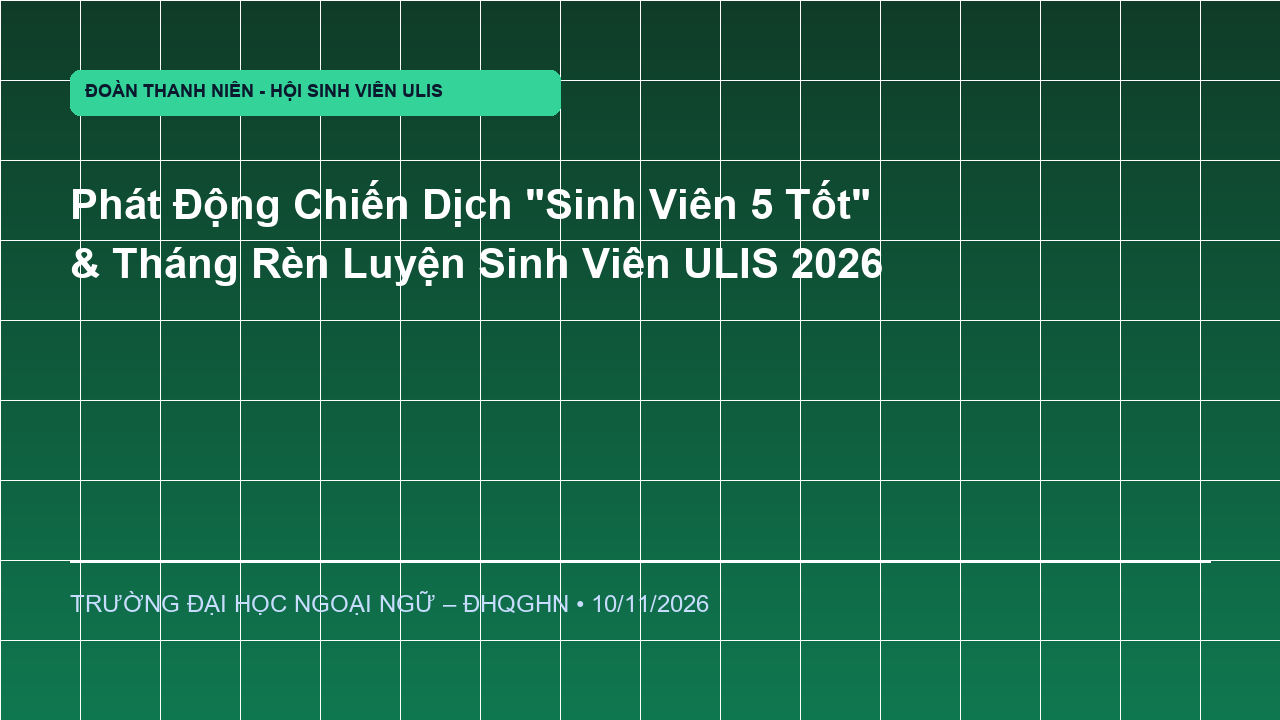 ĐOÀN THANH NIÊN - HỘI SINH VIÊN ULIS
Phát Động Chiến Dịch "Sinh Viên 5 Tốt"
& Tháng Rèn Luyện Sinh Viên ULIS 2026
TRƯỜNG ĐẠI HỌC NGOẠI NGỮ – ĐHQGHN • 10/11/2026